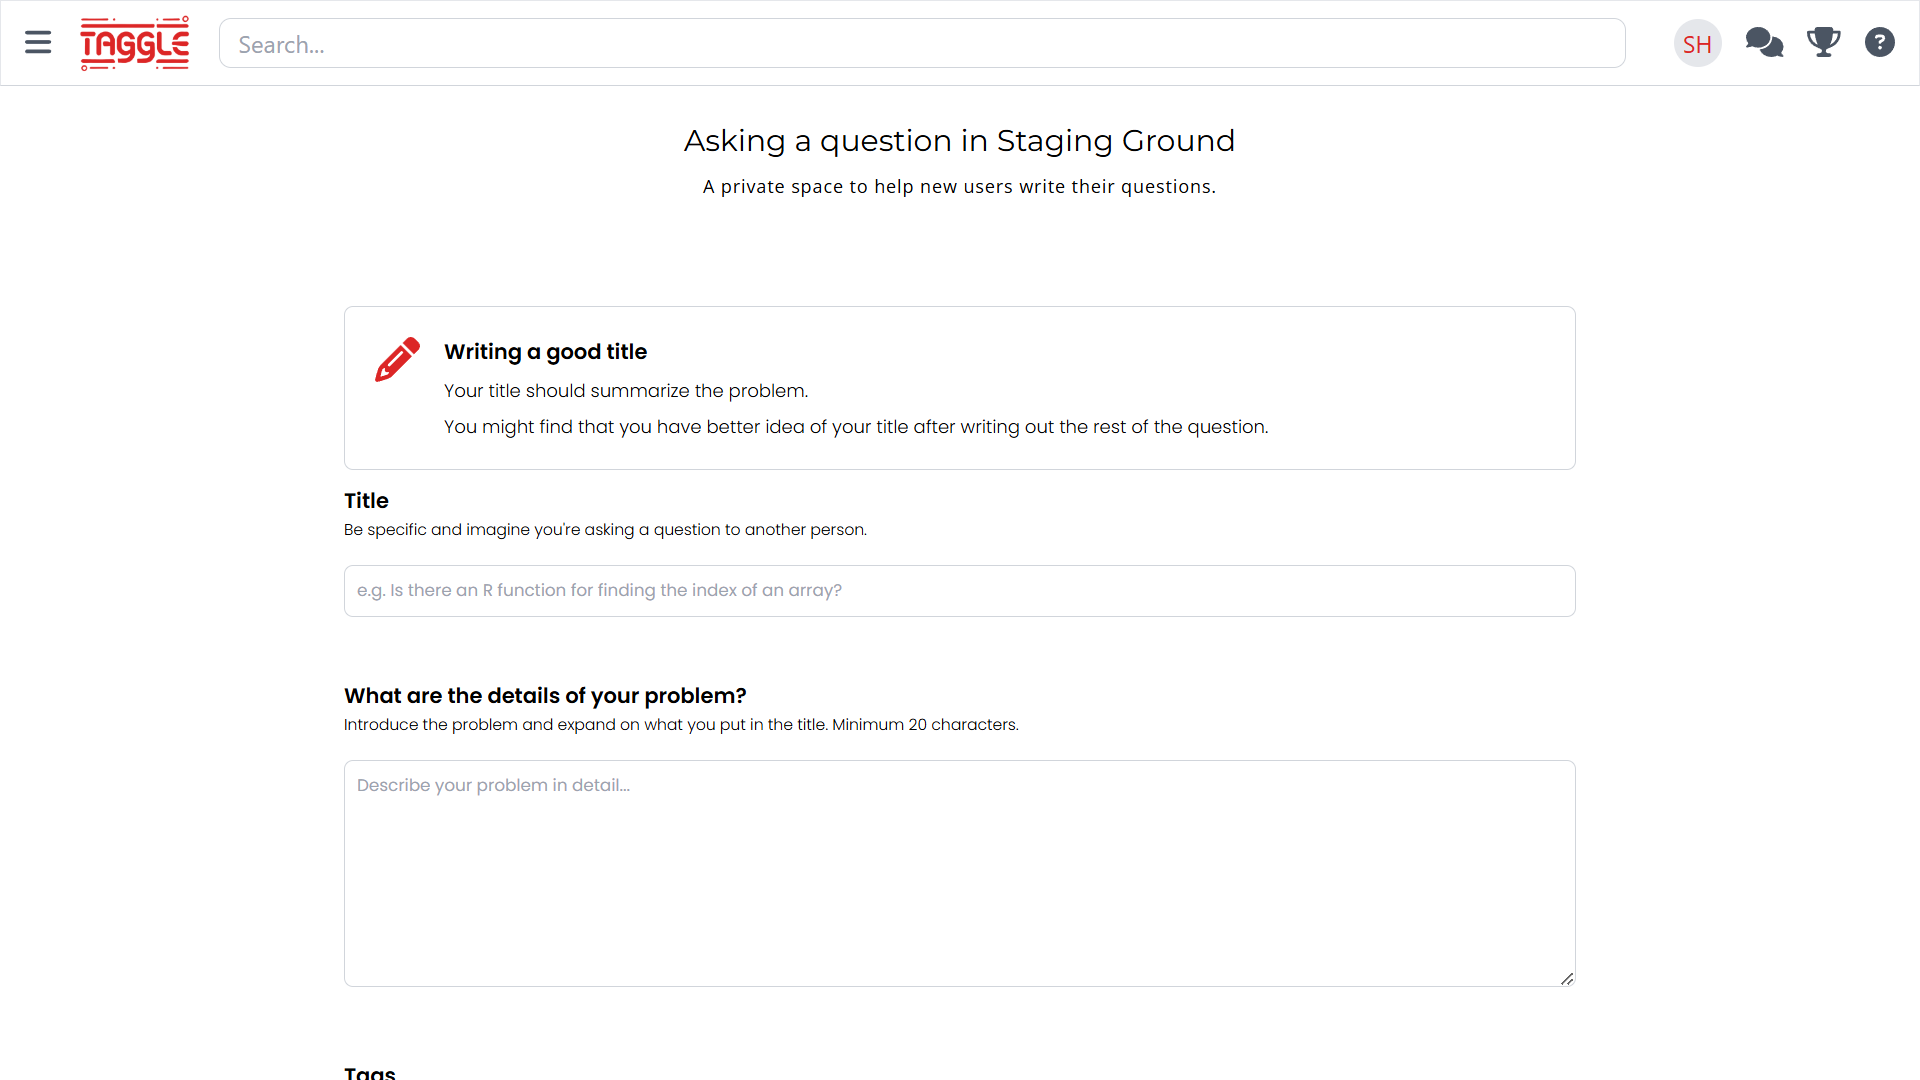 TAGGLE
Search...
SH
?
Asking a question in Staging Ground
A private space to help new users write their questions.
Writing a good title
Your title should summarize the problem.
You might find that you have better idea of your title after writing out the rest of the question.
Title
Be specific and imagine you're asking a question to another person.
e.g. Is there an R function for finding the index of an array?
What are the details of your problem?
Introduce the problem and expand on what you put in the title. Minimum 20 characters.
Describe your problem in detail...
Tags